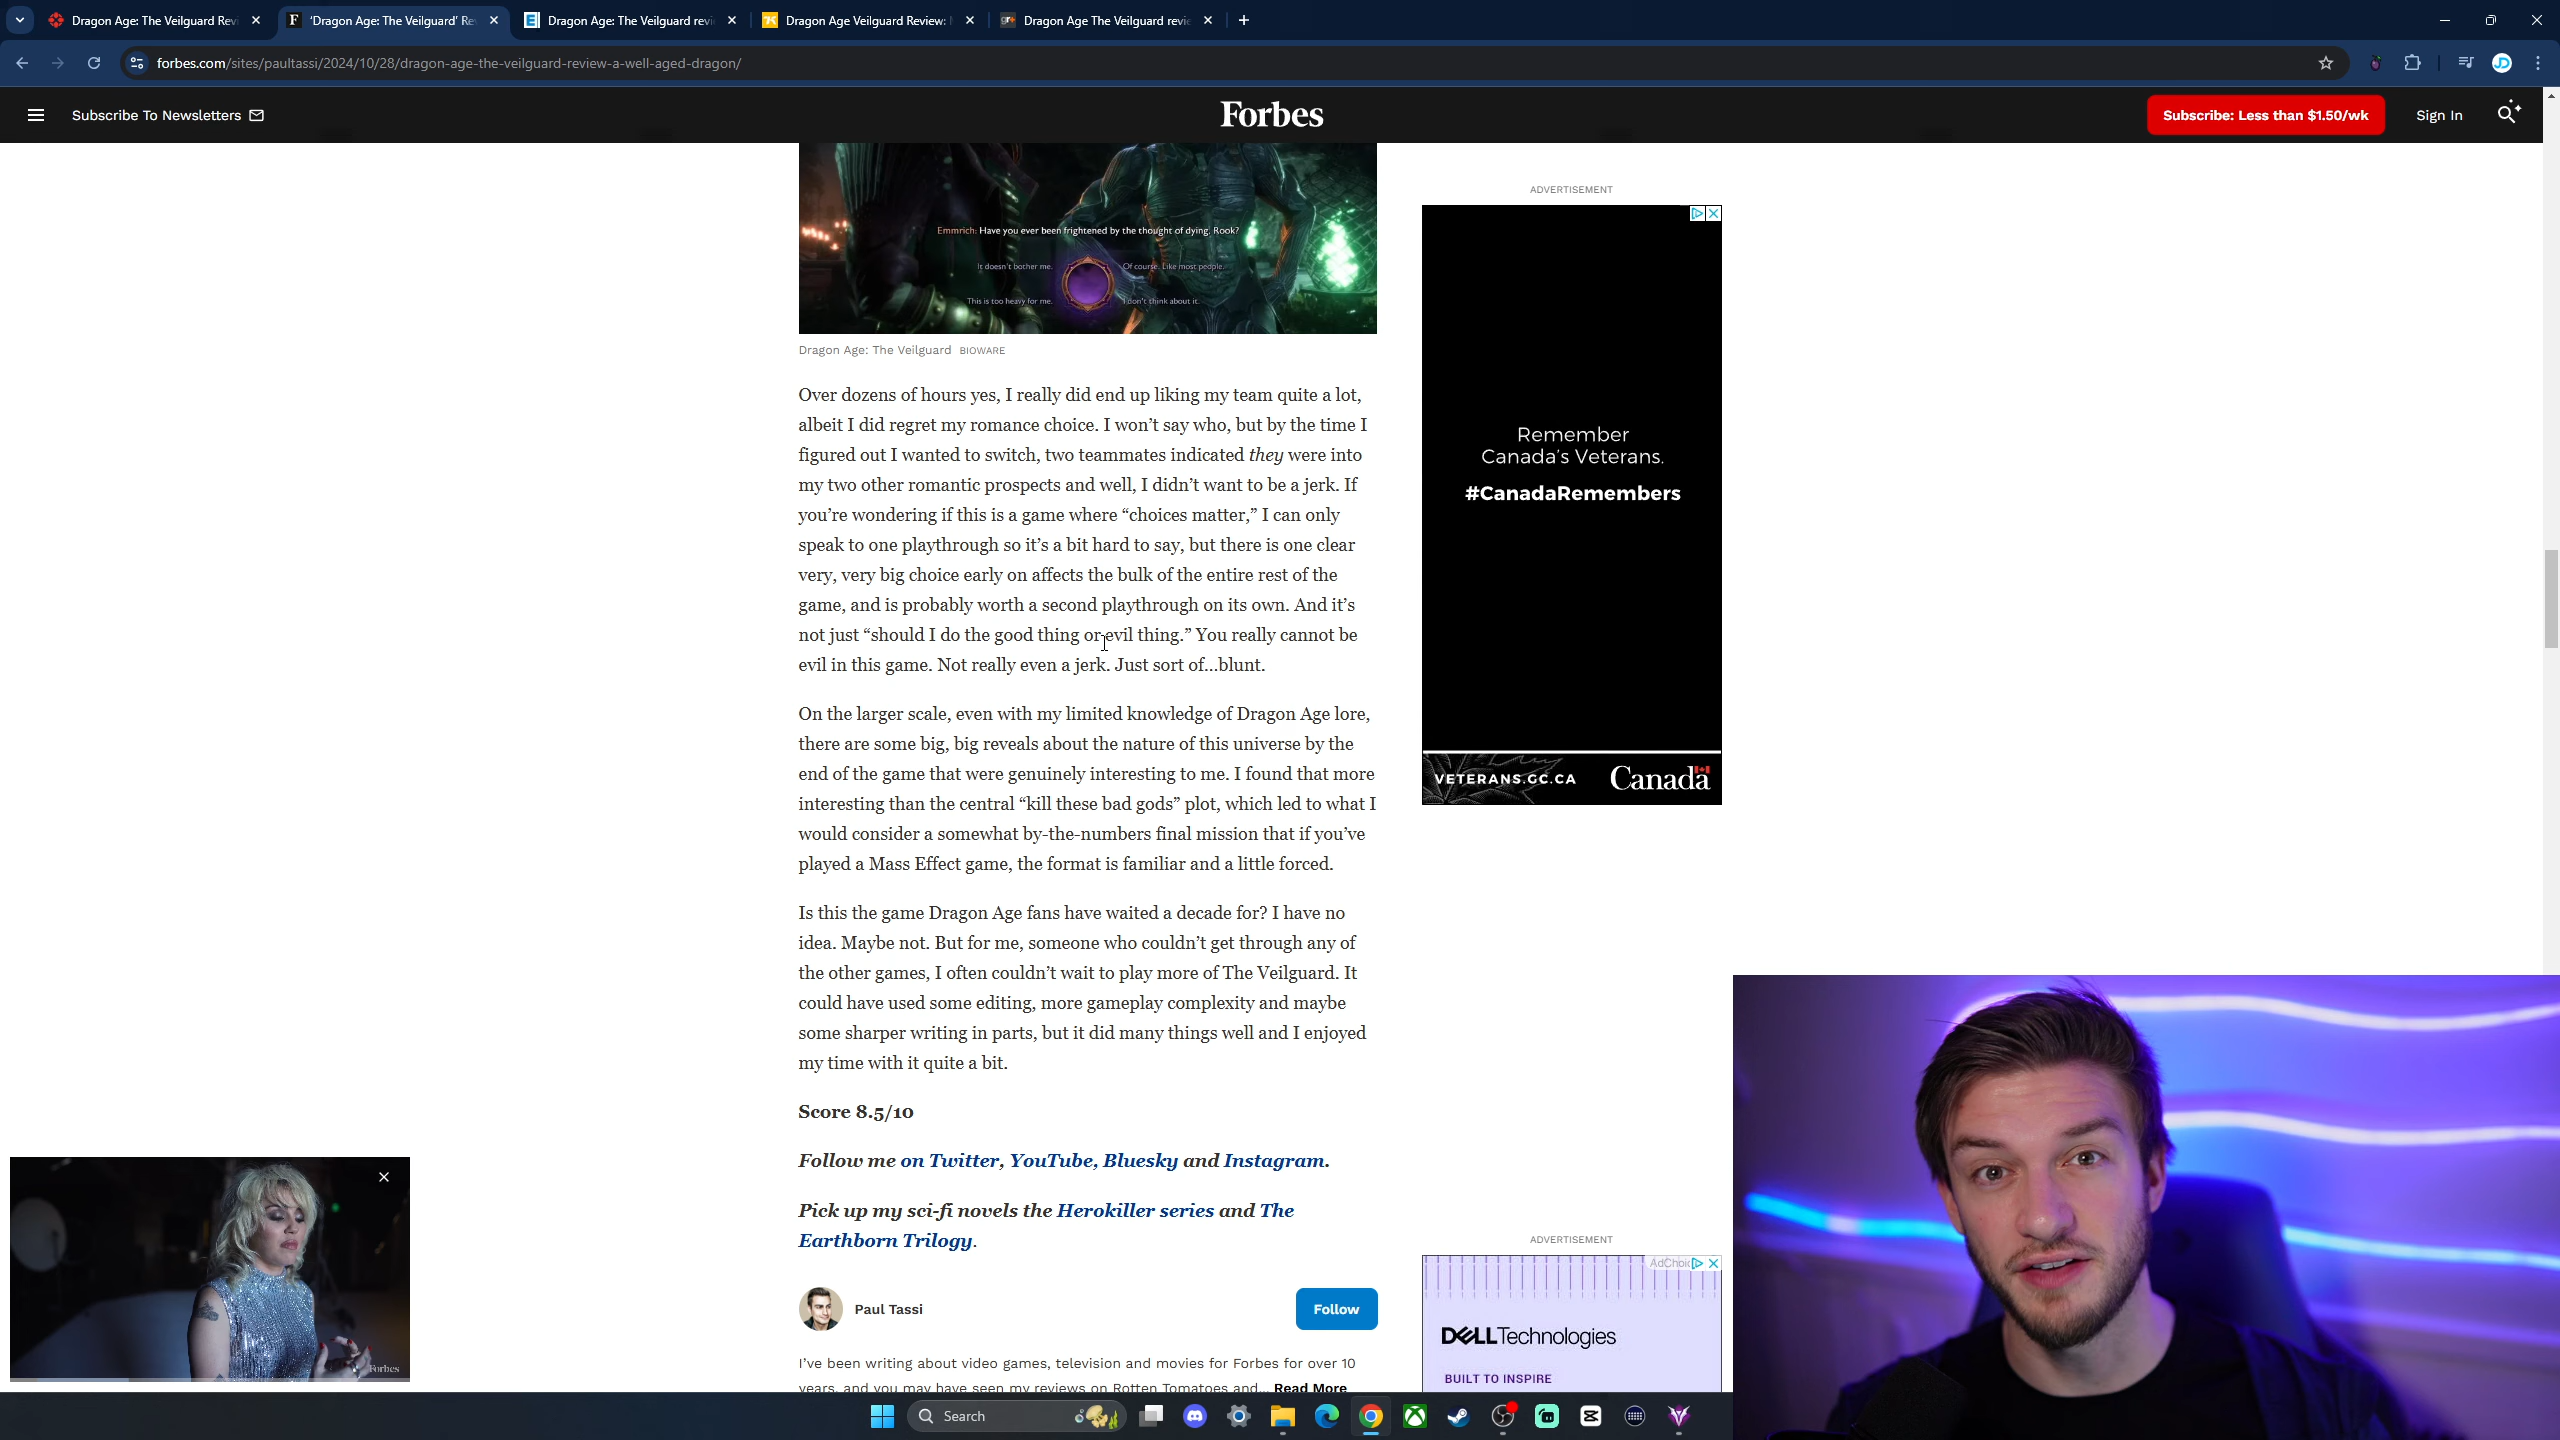 Dragon Age: The Veilguard Revi
'Dragon Age: The Veilguard' Re
Dragon Age: The Veilguard revi
Dragon Age Veilguard Review:
Dragon Age The Veilguard revie
forbes.com/sites/paultassi/2024/10/28/dragon-age-the-veilguard-review-a-well-aged-dragon/
Subscribe To Newsletters
Forbes
Subscribe: Less than $1.50/wk
Sign In
Emmrich: Have you ever been frightened by the thought of dying, Rook?
It doesn't bother me.
Of course. Like most people.
This is too heavy for me.
I don't think about it.
Dragon Age: The Veilguard BIOWARE
Over dozens of hours yes, I really did end up liking my team quite a lot,
albeit I did regret my romance choice. I won’t say who, but by the time I
figured out I wanted to switch, two teammates indicated they were into
my two other romantic prospects and well, I didn’t want to be a jerk. If
you’re wondering if this is a game where “choices matter,” I can only
speak to one playthrough so it’s a bit hard to say, but there is one clear
very, very big choice early on affects the bulk of the entire rest of the
game, and is probably worth a second playthrough on its own. And it’s
not just “should I do the good thing or evil thing.” You really cannot be
evil in this game. Not really even a jerk. Just sort of…blunt.
On the larger scale, even with my limited knowledge of Dragon Age lore,
there are some big, big reveals about the nature of this universe by the
end of the game that were genuinely interesting to me. I found that more
interesting than the central “kill these bad gods” plot, which led to what I
would consider a somewhat by-the-numbers final mission that if you’ve
played a Mass Effect game, the format is familiar and a little forced.
Is this the game Dragon Age fans have waited a decade for? I have no
idea. Maybe not. But for me, someone who couldn’t get through any of
the other games, I often couldn’t wait to play more of The Veilguard. It
could have used some editing, more gameplay complexity and maybe
some sharper writing in parts, but it did many things well and I enjoyed
my time with it quite a bit.
Score 8.5/10
Follow me on Twitter, YouTube, Bluesky and Instagram.
Pick up my sci-fi novels the Herokiller series and The
Earthborn Trilogy.
Paul Tassi
Follow
I’ve been writing about video games, television and movies for Forbes for over 10
years, and you may have seen my reviews on Rotten Tomatoes and… Read More
ADVERTISEMENT
Remember
Canada’s Veterans.
#CanadaRemembers
VETERANS.GC.CA
Canada
ADVERTISEMENT
AdChoic
DELLTechnologies
BUILT TO INSPIRE
Forbes
Search